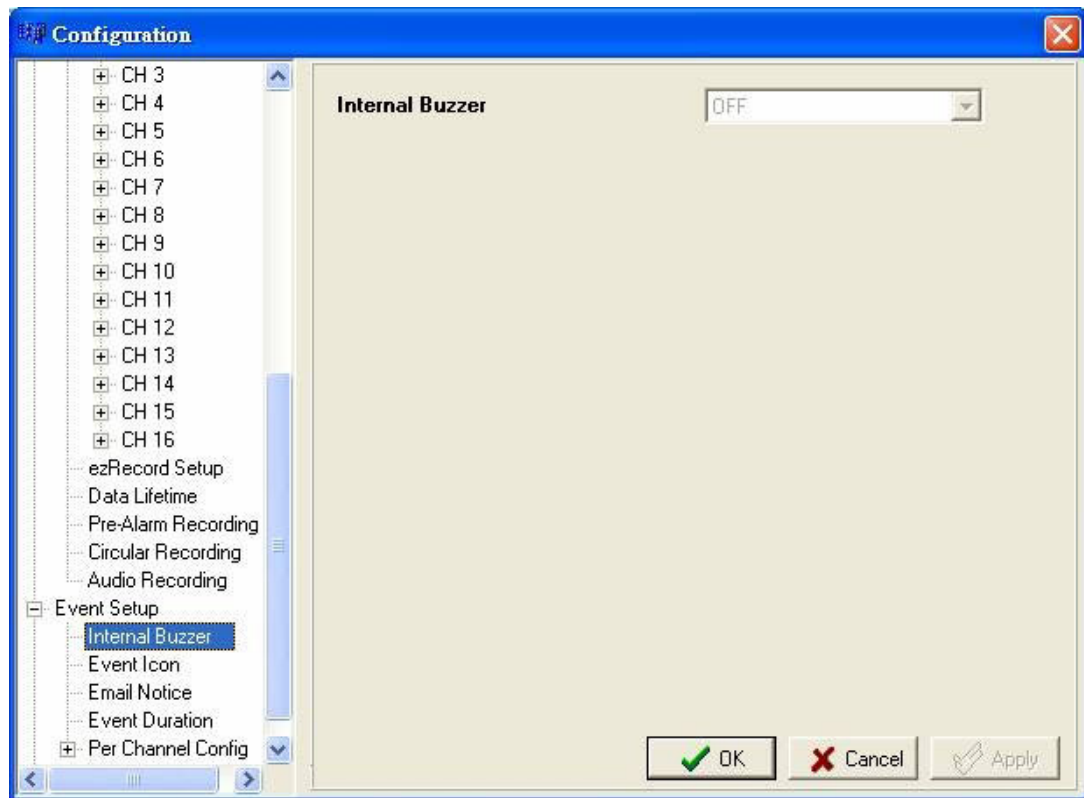 Configuration
CH 3
CH 4
CH 5
CH 6
CH 7
CH 8
CH 9
CH 10
CH 11
CH 12
CH 13
CH 14
CH 15
CH 16
ezRecord Setup
Data Lifetime
Pre-Alarm Recording
Circular Recording
Audio Recording
Event Setup
Internal Buzzer
Event Icon
Email Notice
Event Duration
Per Channel Config
Internal Buzzer OFF
OK Cancel Apply